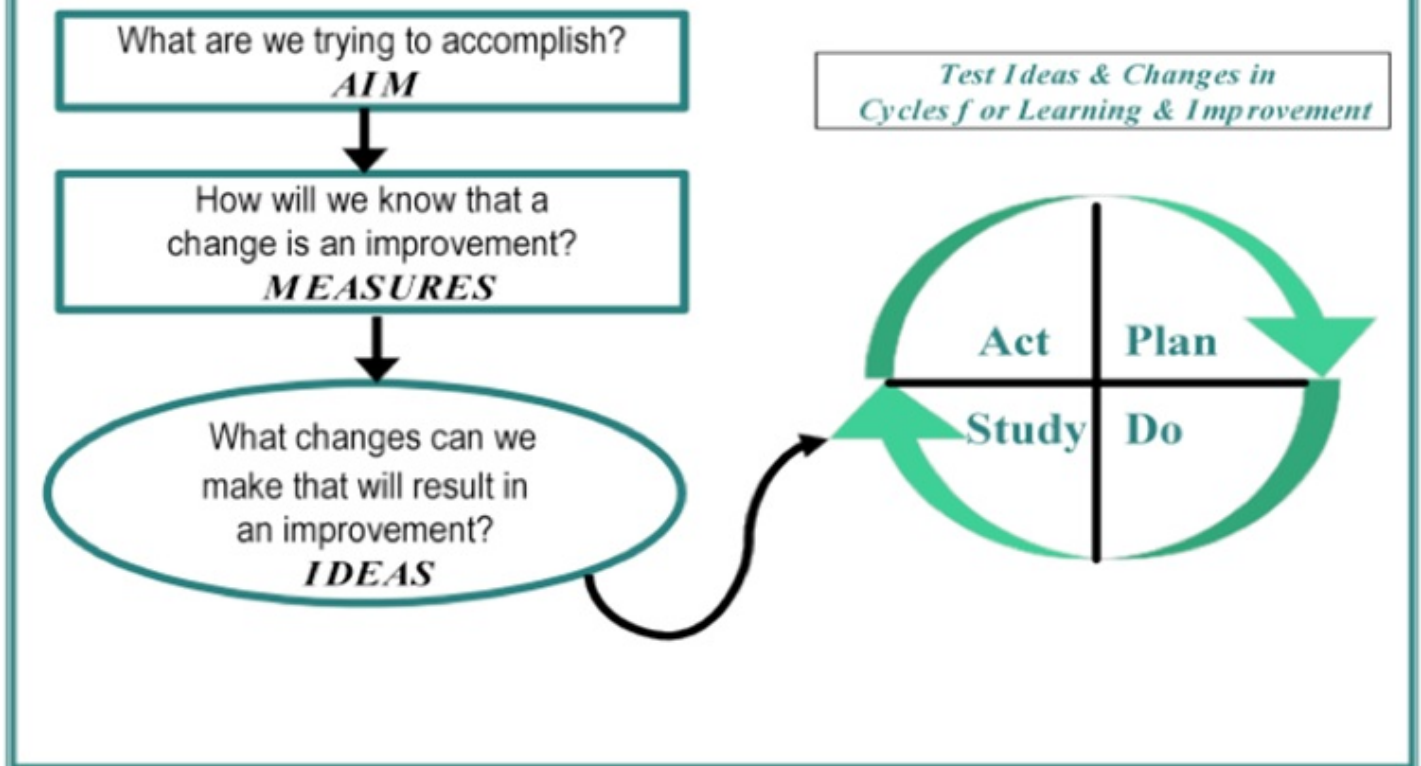 What are we trying to accomplish?
AIM
How will we know that a
change is an improvement?
MEASURES
What changes can we
make that will result in
an improvement?
IDEAS
Test Ideas & Changes in
Cycles for Learning & Improvement
Act
Plan
Study
Do